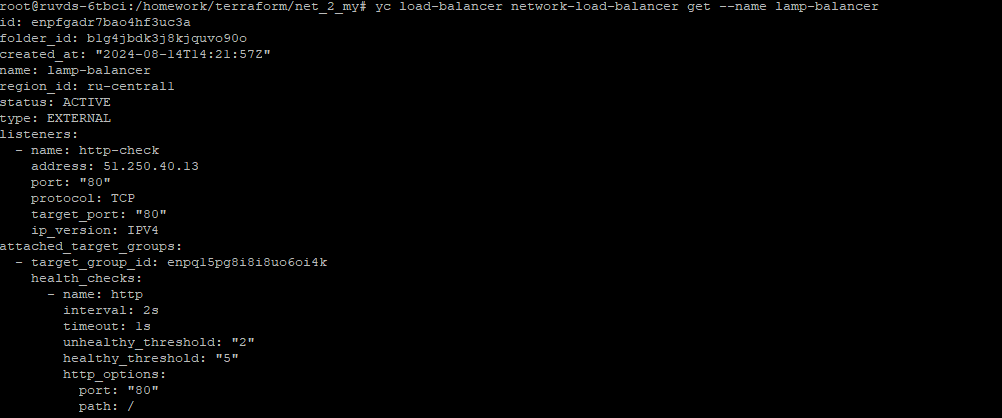 root@ruvds-6tbci:/homework/terraform/net_2_my# yc load-balancer network-load-balancer get --name lamp-balancer
id: enpfgadr7bao4hf3uc3a
folder_id: b1g4jbdk3j8kjquvo90o
created_at: "2024-08-14T14:21:57Z"
name: lamp-balancer
region_id: ru-central1
status: ACTIVE
type: EXTERNAL
listeners:
  - name: http-check
    address: 51.250.40.13
    port: "80"
    protocol: TCP
    target_port: "80"
    ip_version: IPV4
attached_target_groups:
  - target_group_id: enpq15pg8i8i8uo6oi4k
    health_checks:
      - name: http
        interval: 2s
        timeout: 1s
        unhealthy_threshold: "2"
        healthy_threshold: "5"
        http_options:
          port: "80"
          path: /